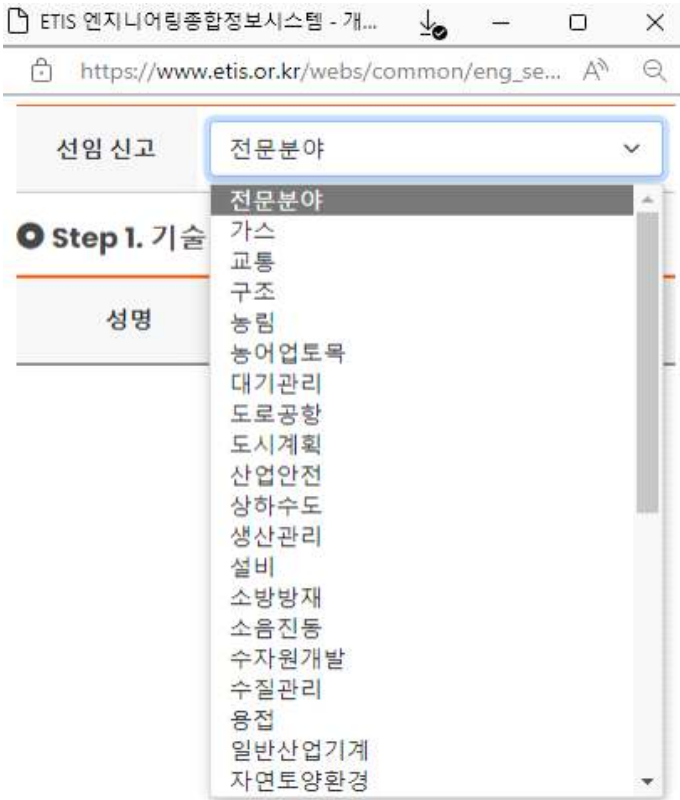 ETIS 엔지니어링종합정보시스템 - 개...
https://www.etis.or.kr/webs/common/eng_se...
선임 신고
전문분야
전문분야
Step 1. 기술
가스
교통
구조
성명
농림
농어업토목
대기관리
도로공항
도시계획
산업안전
상하수도
생산관리
설비
소방방재
소음진동
수자원개발
수질관리
용접
일반산업기계
자연토양환경